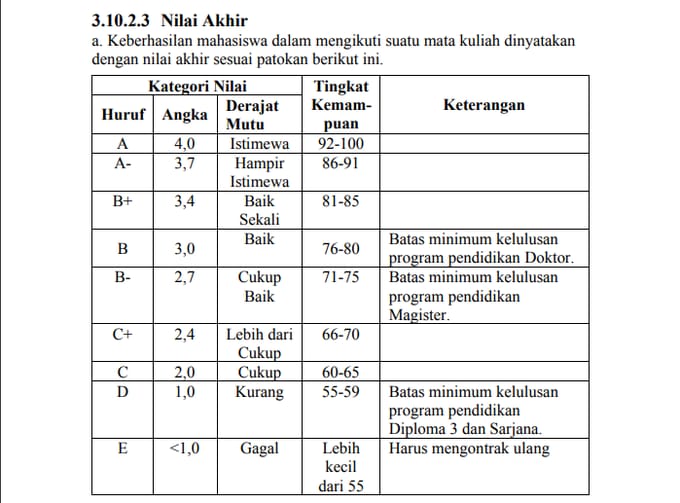 3.10.2.3 Nilai Akhir
a. Keberhasilan mahasiswa dalam mengikuti suatu mata kuliah dinyatakan
dengan nilai akhir sesuai patokan berikut ini.
Kategori Nilai
Tingkat
Kemam-
puan
Keterangan
Huruf
Angka
Derajat
Mutu
A 4,0 Istimewa 92-100
A- 3,7 Hampir 86-91
Istimewa
B+ 3,4 Baik 81-85
Sekali
B 3,0 Baik 76-80 Batas minimum kelulusan
program pendidikan Doktor.
B- 2,7 Cukup 71-75 Batas minimum kelulusan
Baik program pendidikan
Magister.
C+ 2,4 Lebih dari 66-70
Cukup
C 2,0 Cukup 60-65
D 1,0 Kurang 55-59 Batas minimum kelulusan
program pendidikan
Diploma 3 dan Sarjana.
E <1,0 Gagal Lebih Harus mengontrak ulang
kecil
dari 55